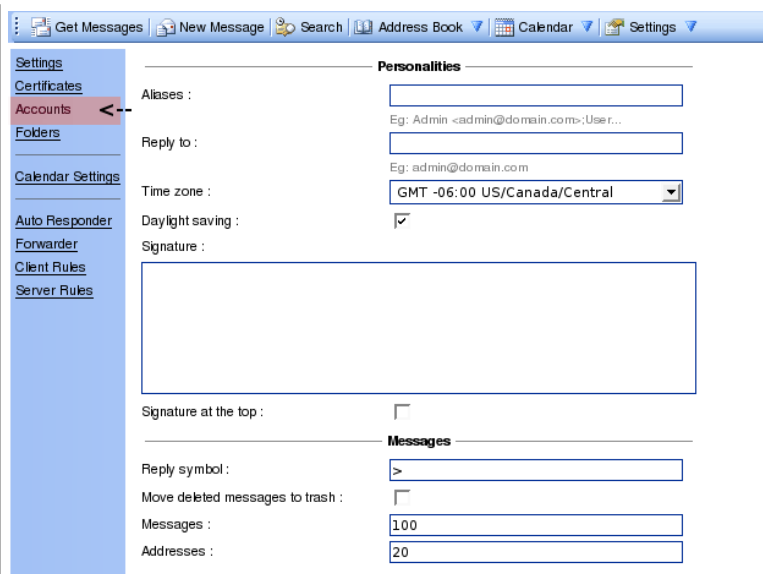 Get Messages New Message Search Address Book Calendar Settings
Settings
Certificates
Accounts <--
Folders
Calendar Settings
Auto Responder
Forwarder
Client Rules
Server Rules
Personalities
Aliases :
Eg: Admin <admin@domain.com>;User...
Reply to :
Eg: admin@domain.com
Time zone : GMT -06:00 US/Canada/Central
Daylight saving :
Signature :
Signature at the top :
Messages
Reply symbol : >
Move deleted messages to trash :
Messages : 100
Addresses : 20